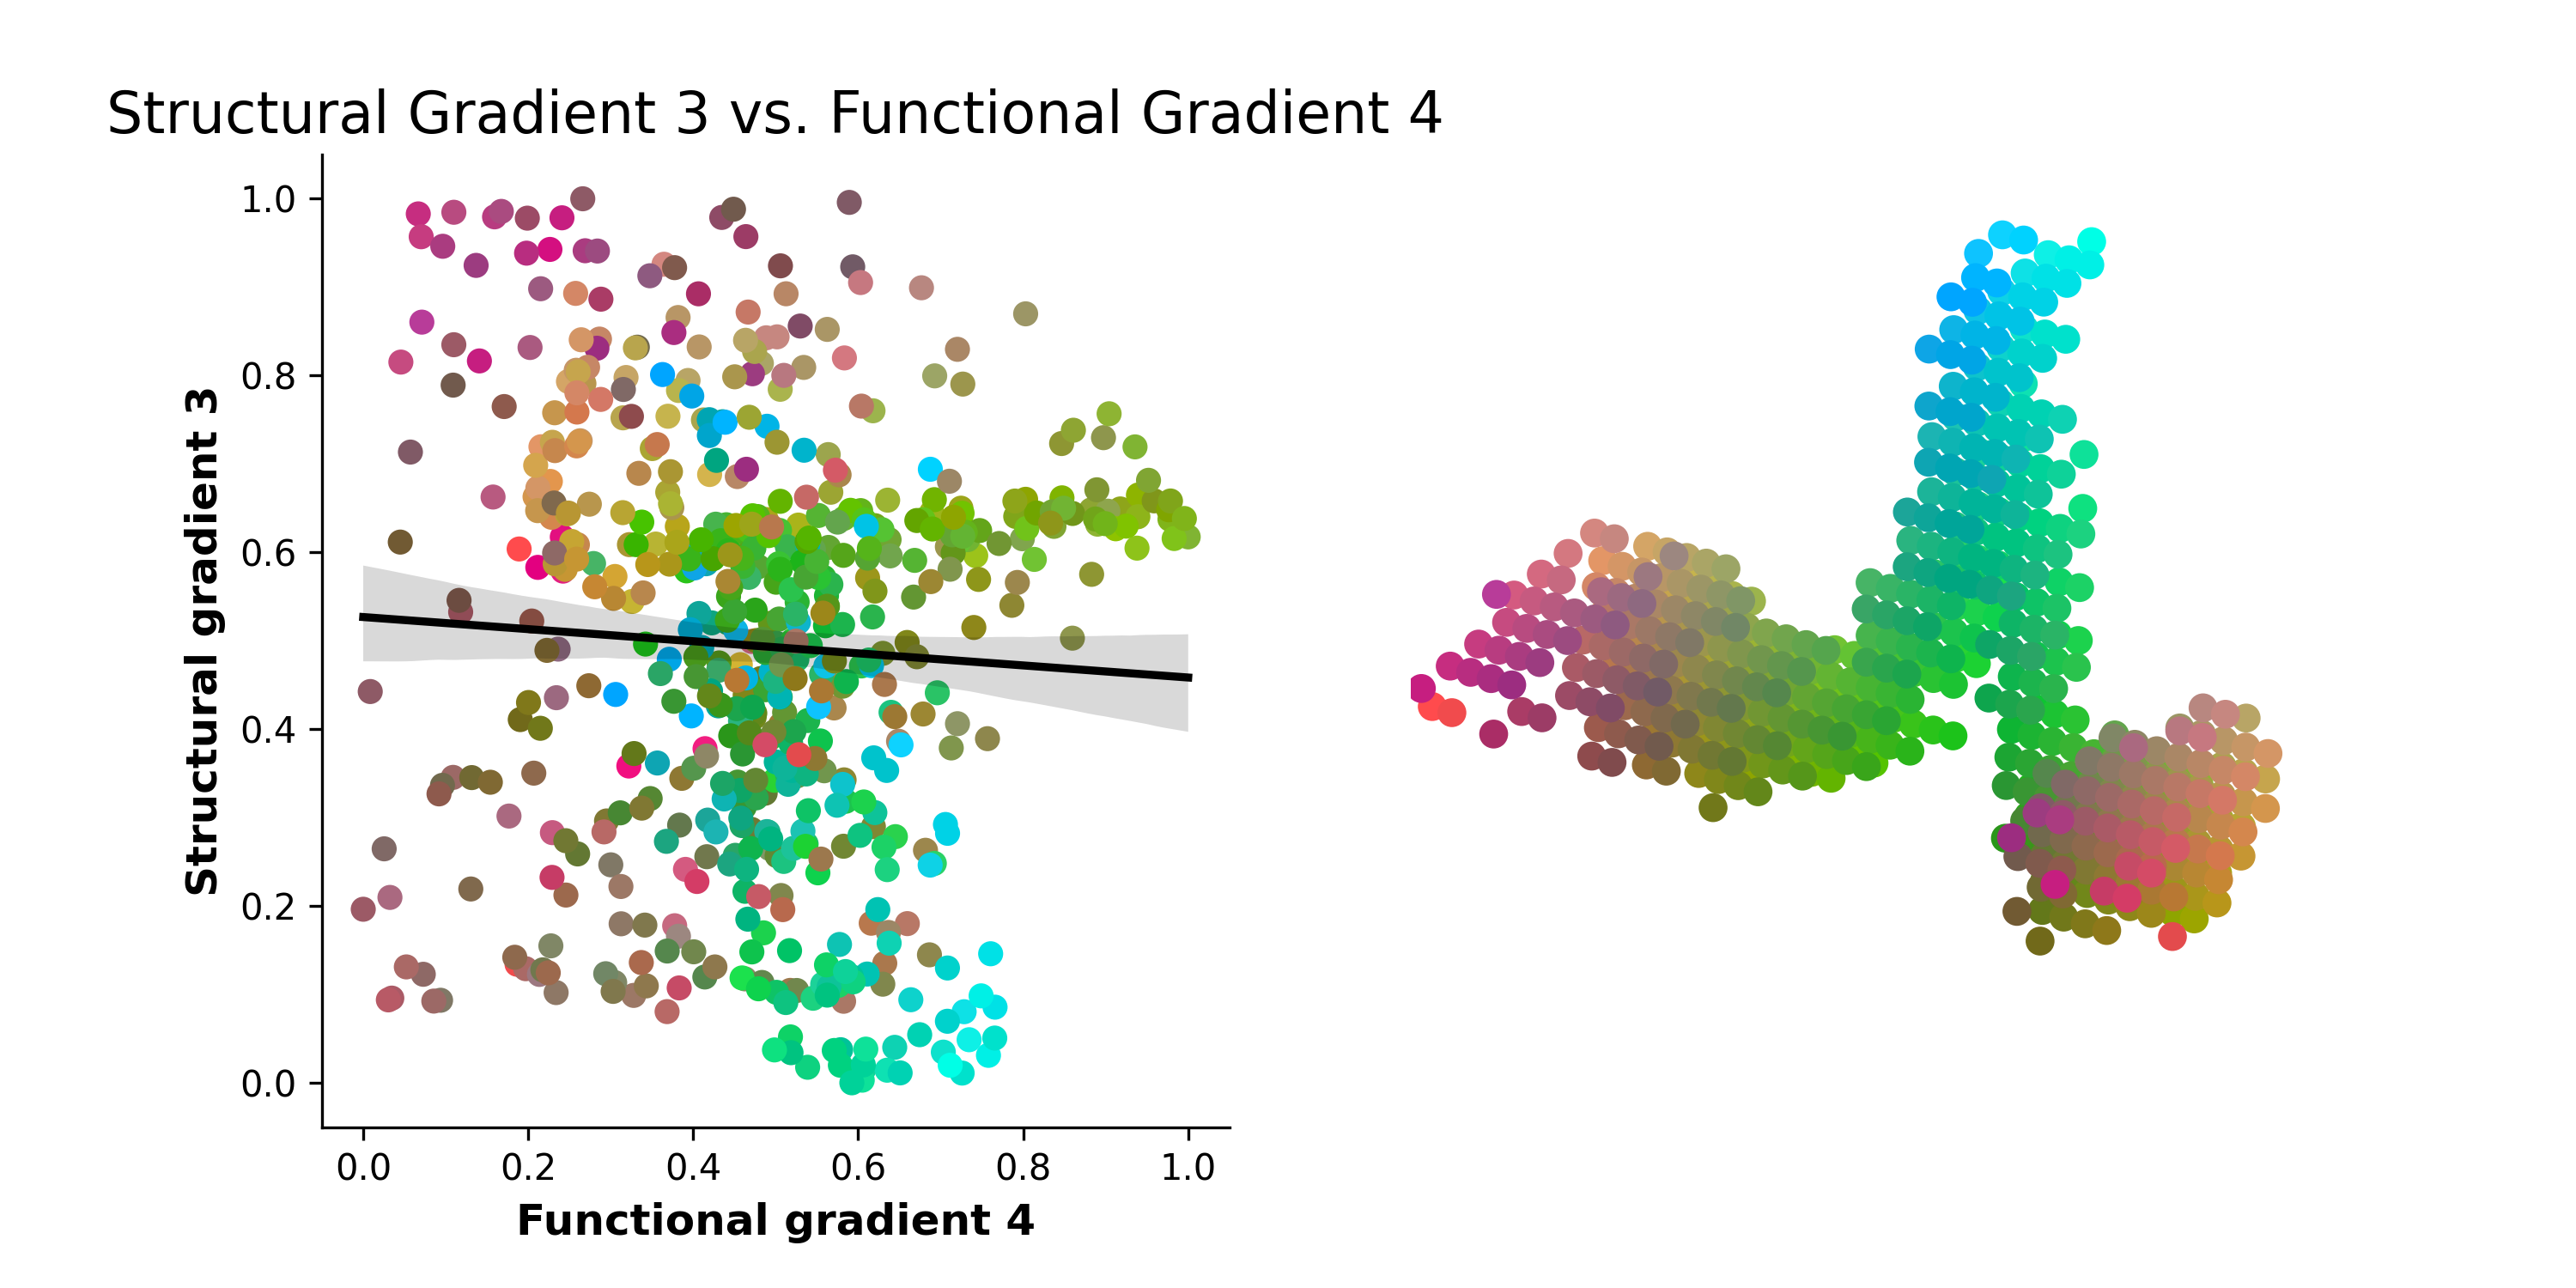 Structural Gradient 3 vs. Functional Gradient 4
Structural gradient 3
1.0
0.8
0.6
0.4
0.2
0.0
0.0 0.2 0.4 0.6 0.8 1.0
Functional gradient 4